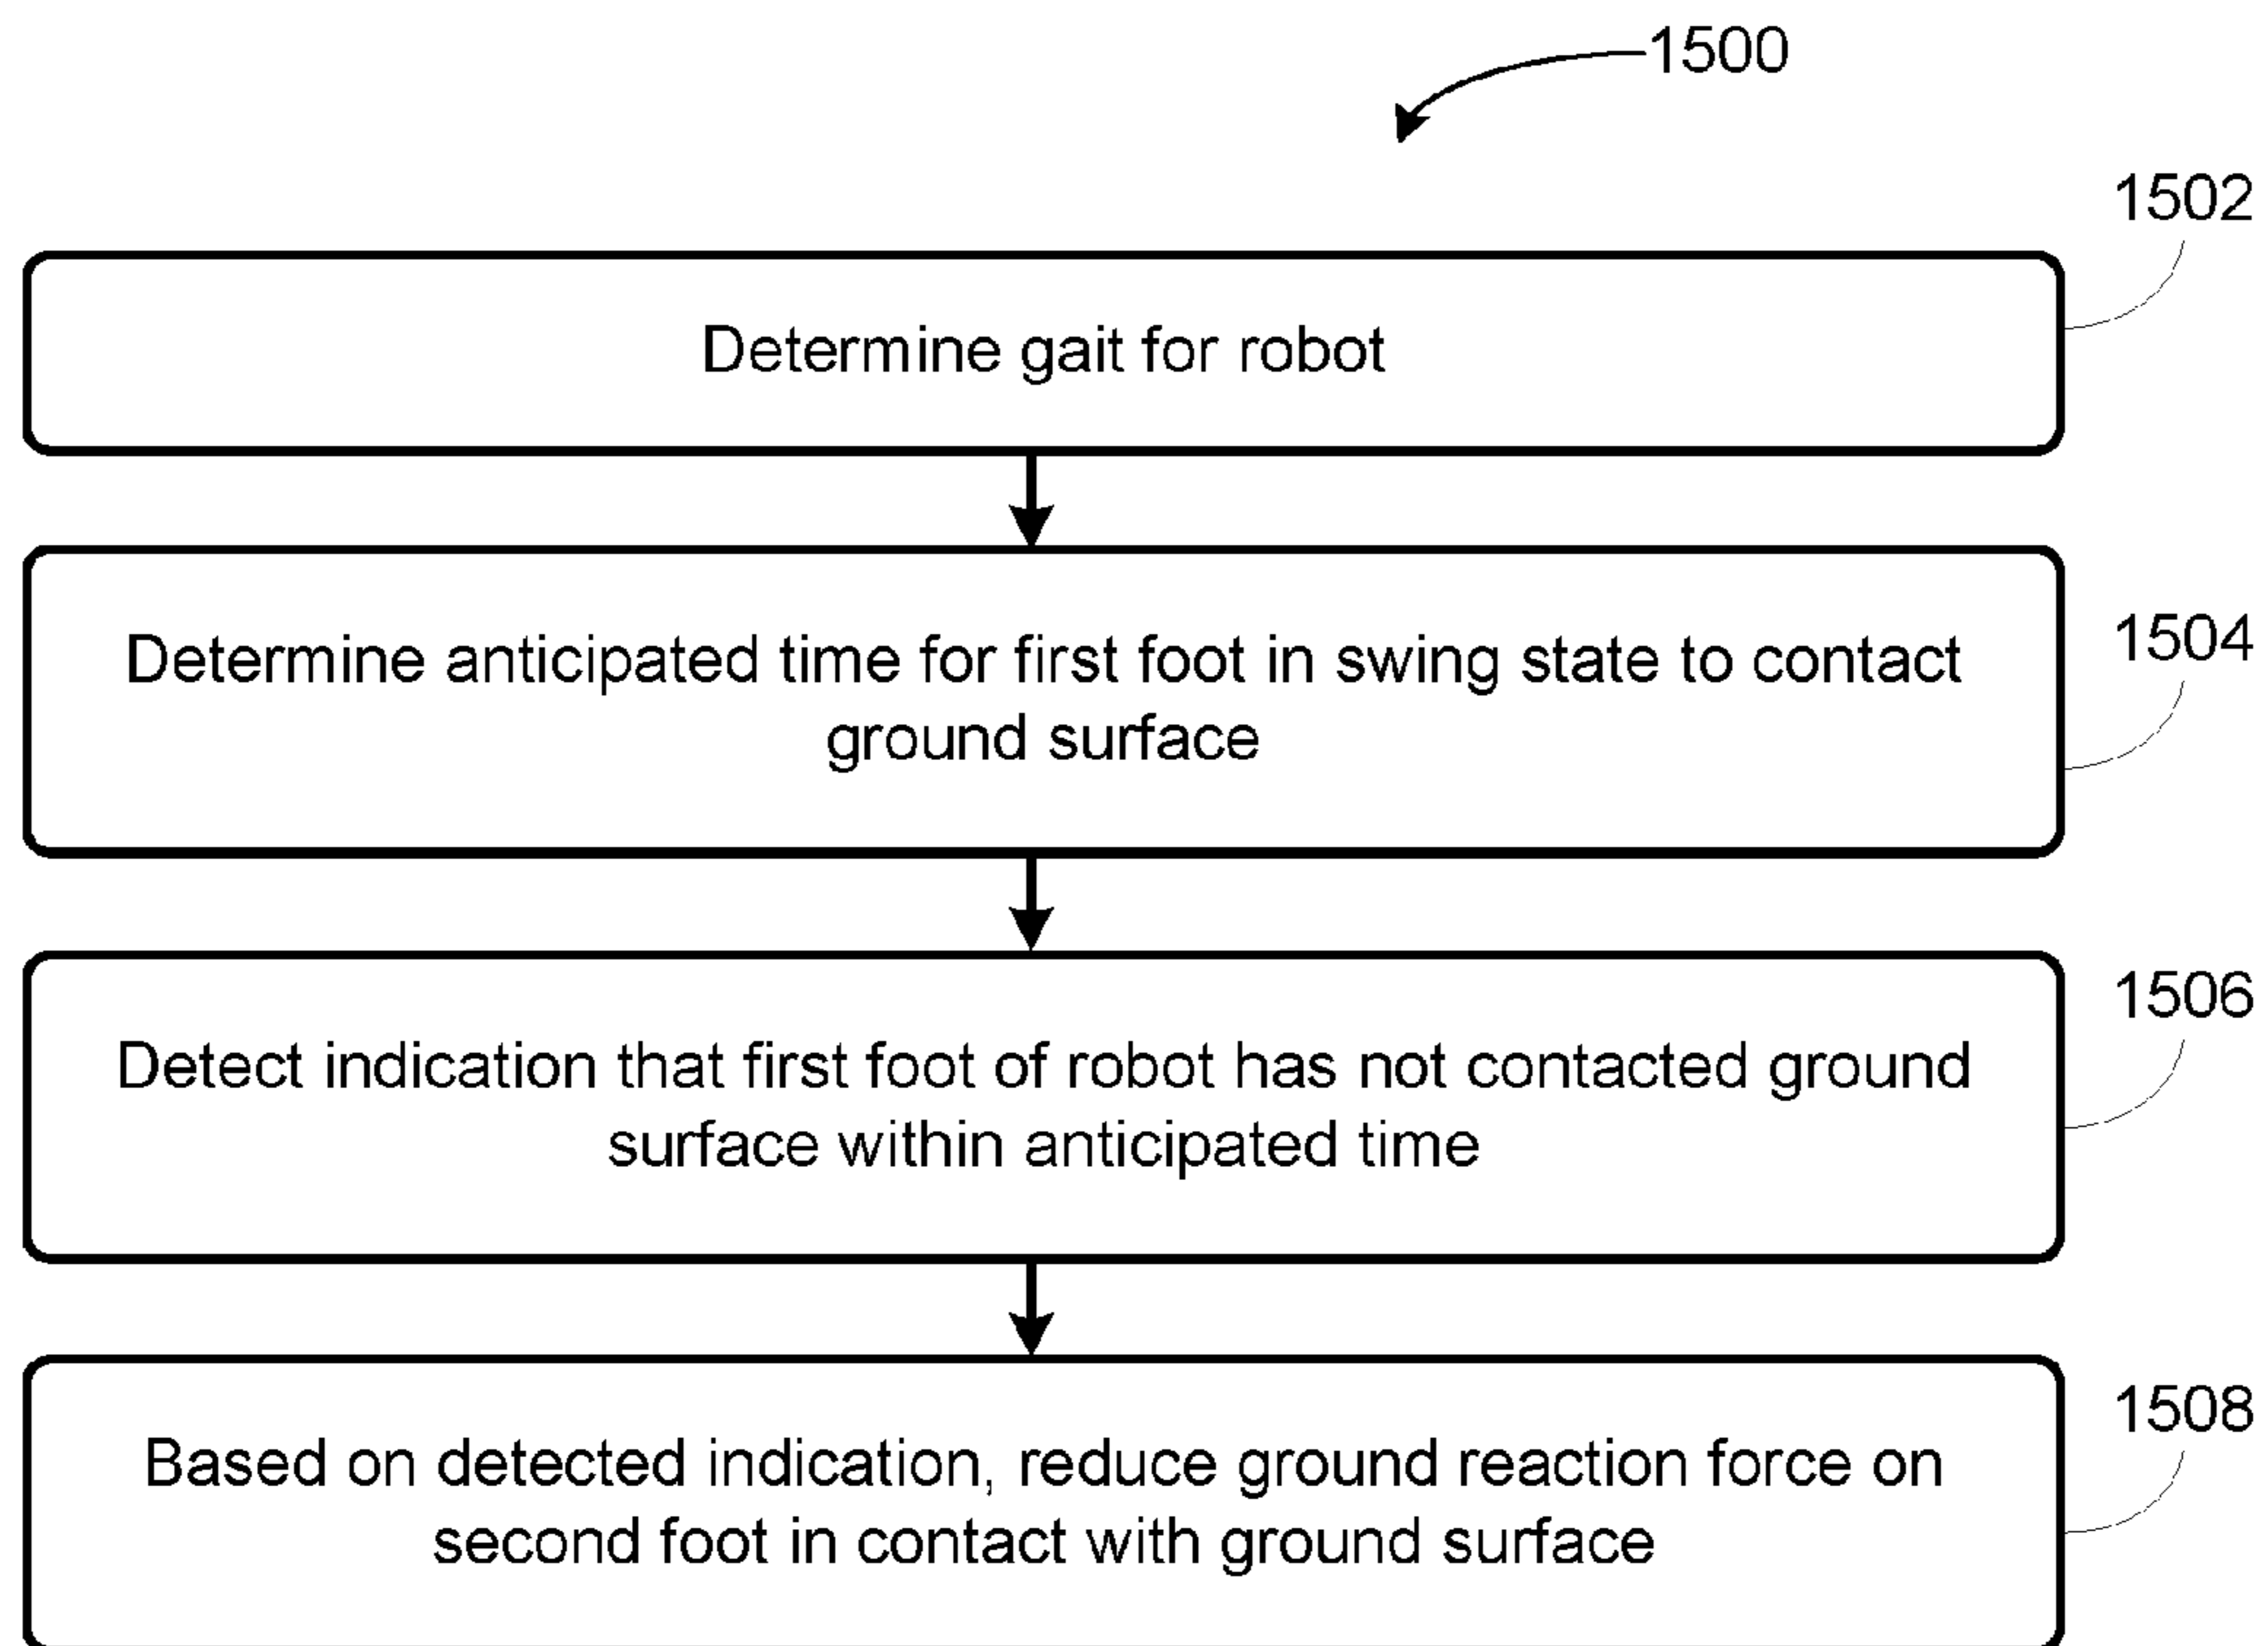 1500
1502
Determine gait for robot
1504
Determine anticipated time for first foot in swing state to contact
ground surface
1506
Detect indication that first foot of robot has not contacted ground
surface within anticipated time
1508
Based on detected indication, reduce ground reaction force on
second foot in contact with ground surface